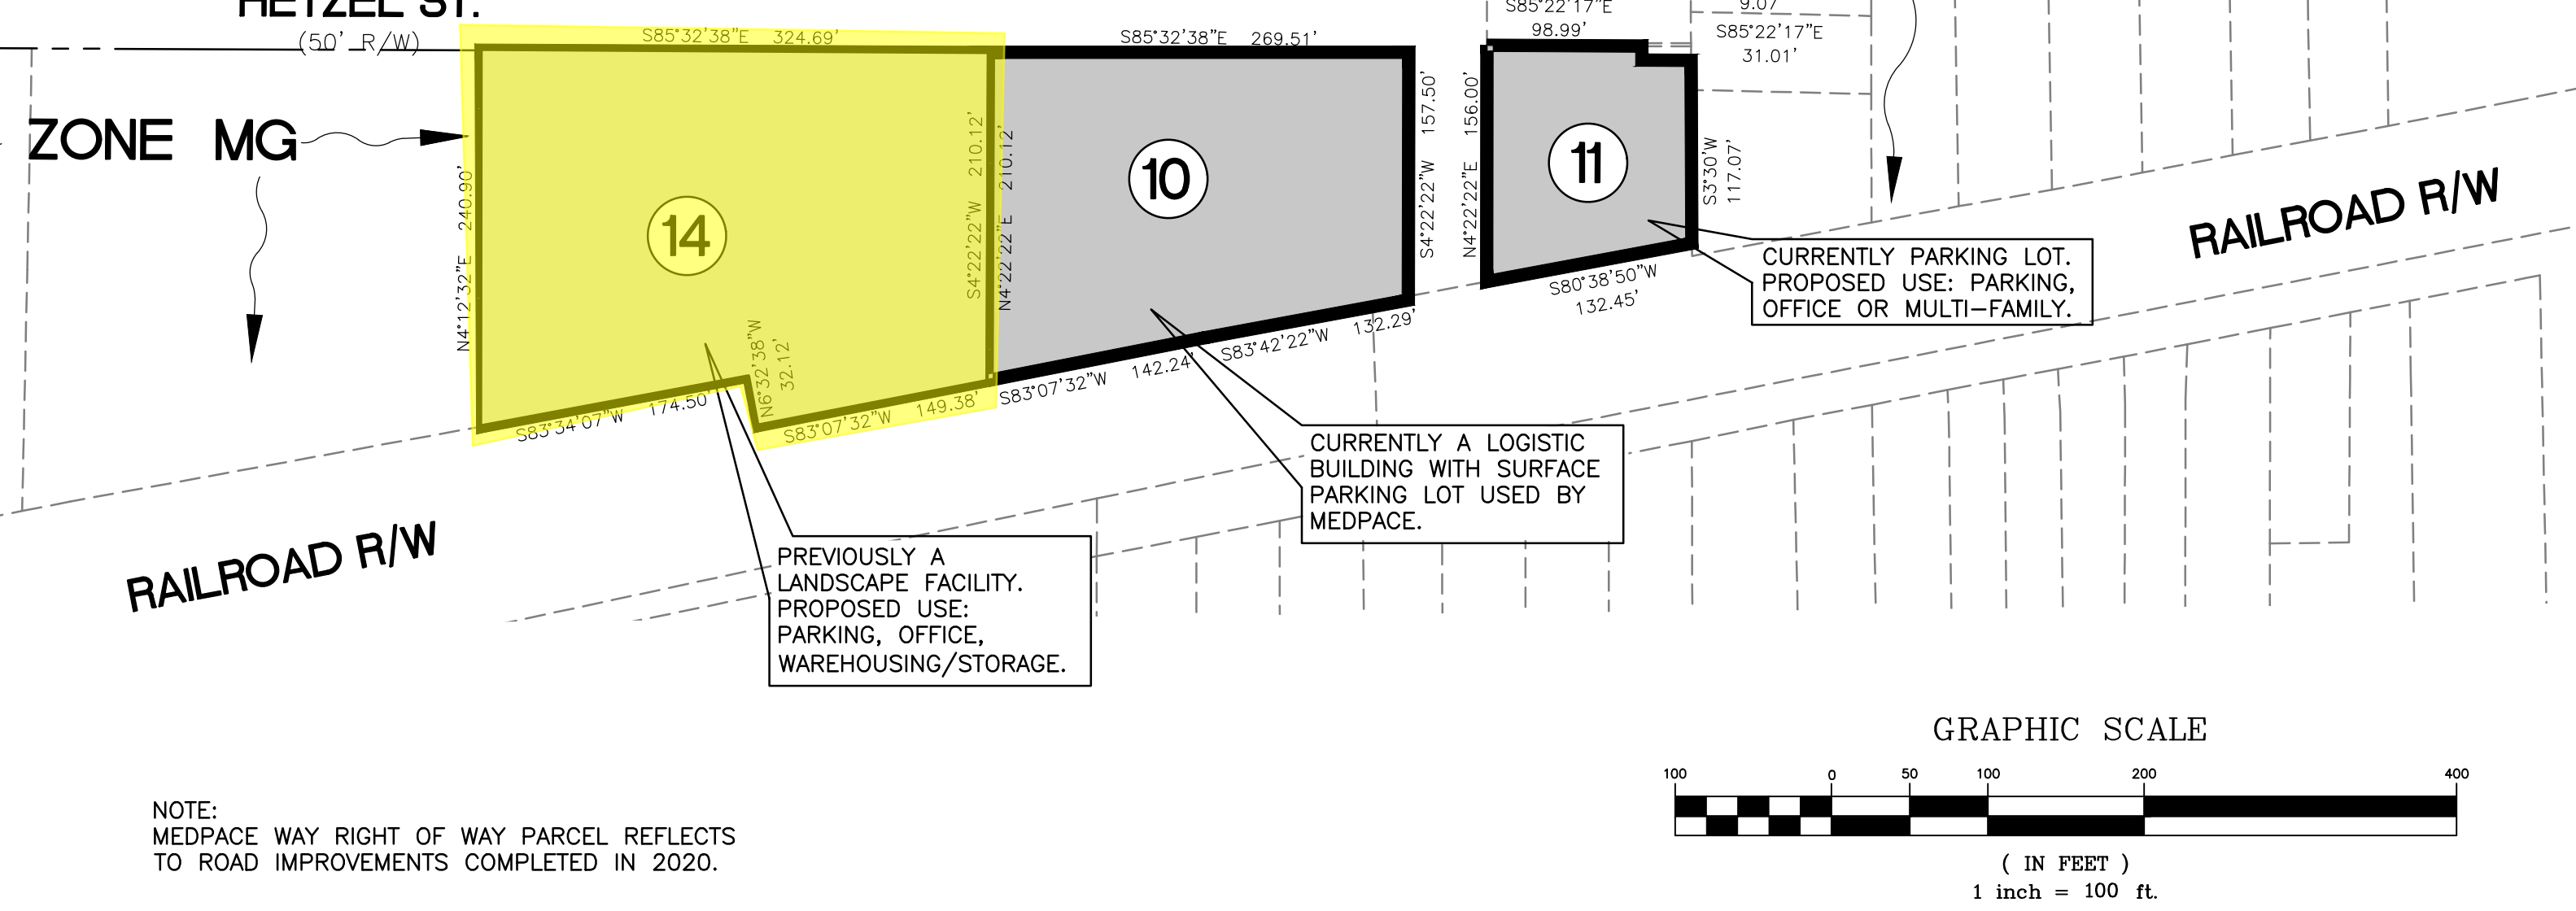 HETZEL ST.
(50' R/W)
S85°32'38"E 324.69'
S85°32'38"E 269.51'
S85°22'17"E
98.99'
9.07'
S85°22'17"E
31.01'
ZONE MG
N4°12'32"E 240.90'
14
S4°22'22"W 210.12'
N4°22'22"E 210.12'
10
S4°22'22"W 157.50'
N4°22'22"E 156.00'
11
S3°30'W
117.07'
RAILROAD R/W
S83°34'07"W 174.50'
N6°32'38"W
32.12'
S83°07'32"W 149.38'
S83°07'32"W 142.24'
S83°42'22"W 132.29'
S80°38'50"W
132.45'
CURRENTLY PARKING LOT.
PROPOSED USE: PARKING,
OFFICE OR MULTI-FAMILY.
CURRENTLY A LOGISTIC
BUILDING WITH SURFACE
PARKING LOT USED BY
MEDPACE.
RAILROAD R/W
PREVIOUSLY A
LANDSCAPE FACILITY.
PROPOSED USE:
PARKING, OFFICE,
WAREHOUSING/STORAGE.
GRAPHIC SCALE
100 0 50 100 200 400
( IN FEET )
1 inch = 100 ft.
NOTE:
MEDPACE WAY RIGHT OF WAY PARCEL REFLECTS
TO ROAD IMPROVEMENTS COMPLETED IN 2020.